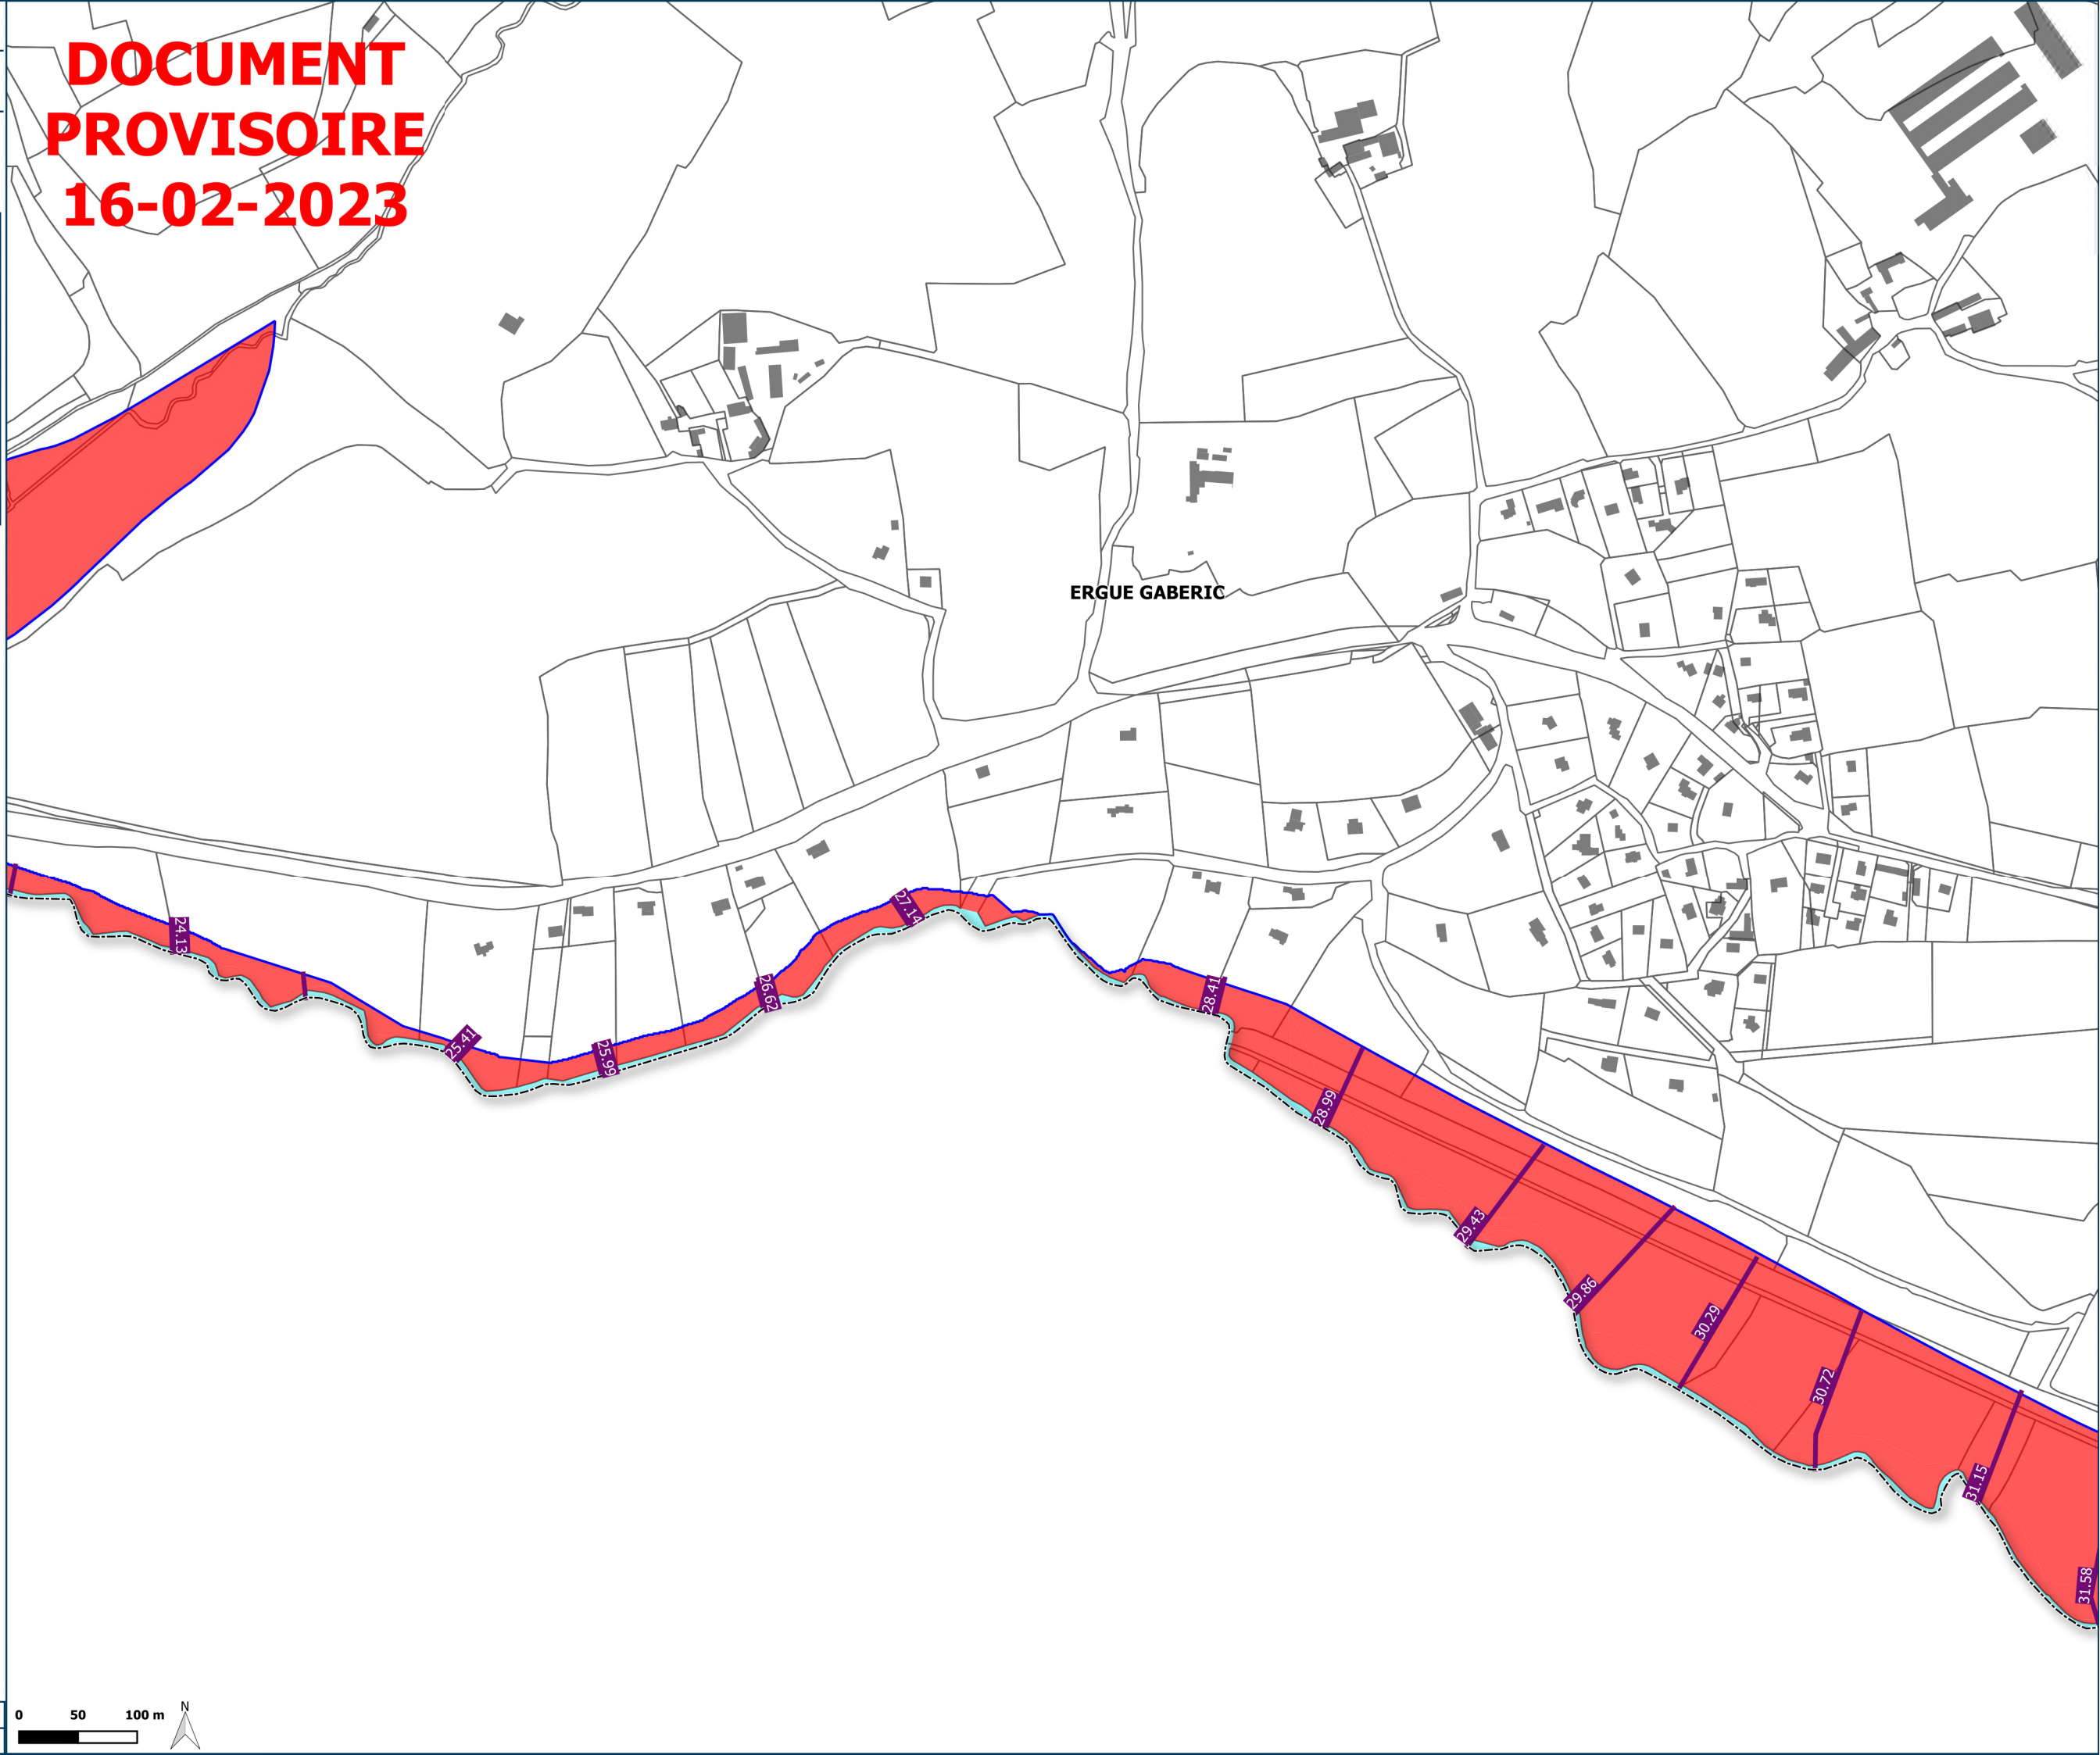 DOCUMENT
PROVISOIRE
16-02-2023
ERGUE GABERIC
24.13
25.41
25.99
26.62
27.14
28.41
28.99
29.43
29.86
30.29
30.72
31.15
31.58
0 50 100 m
N